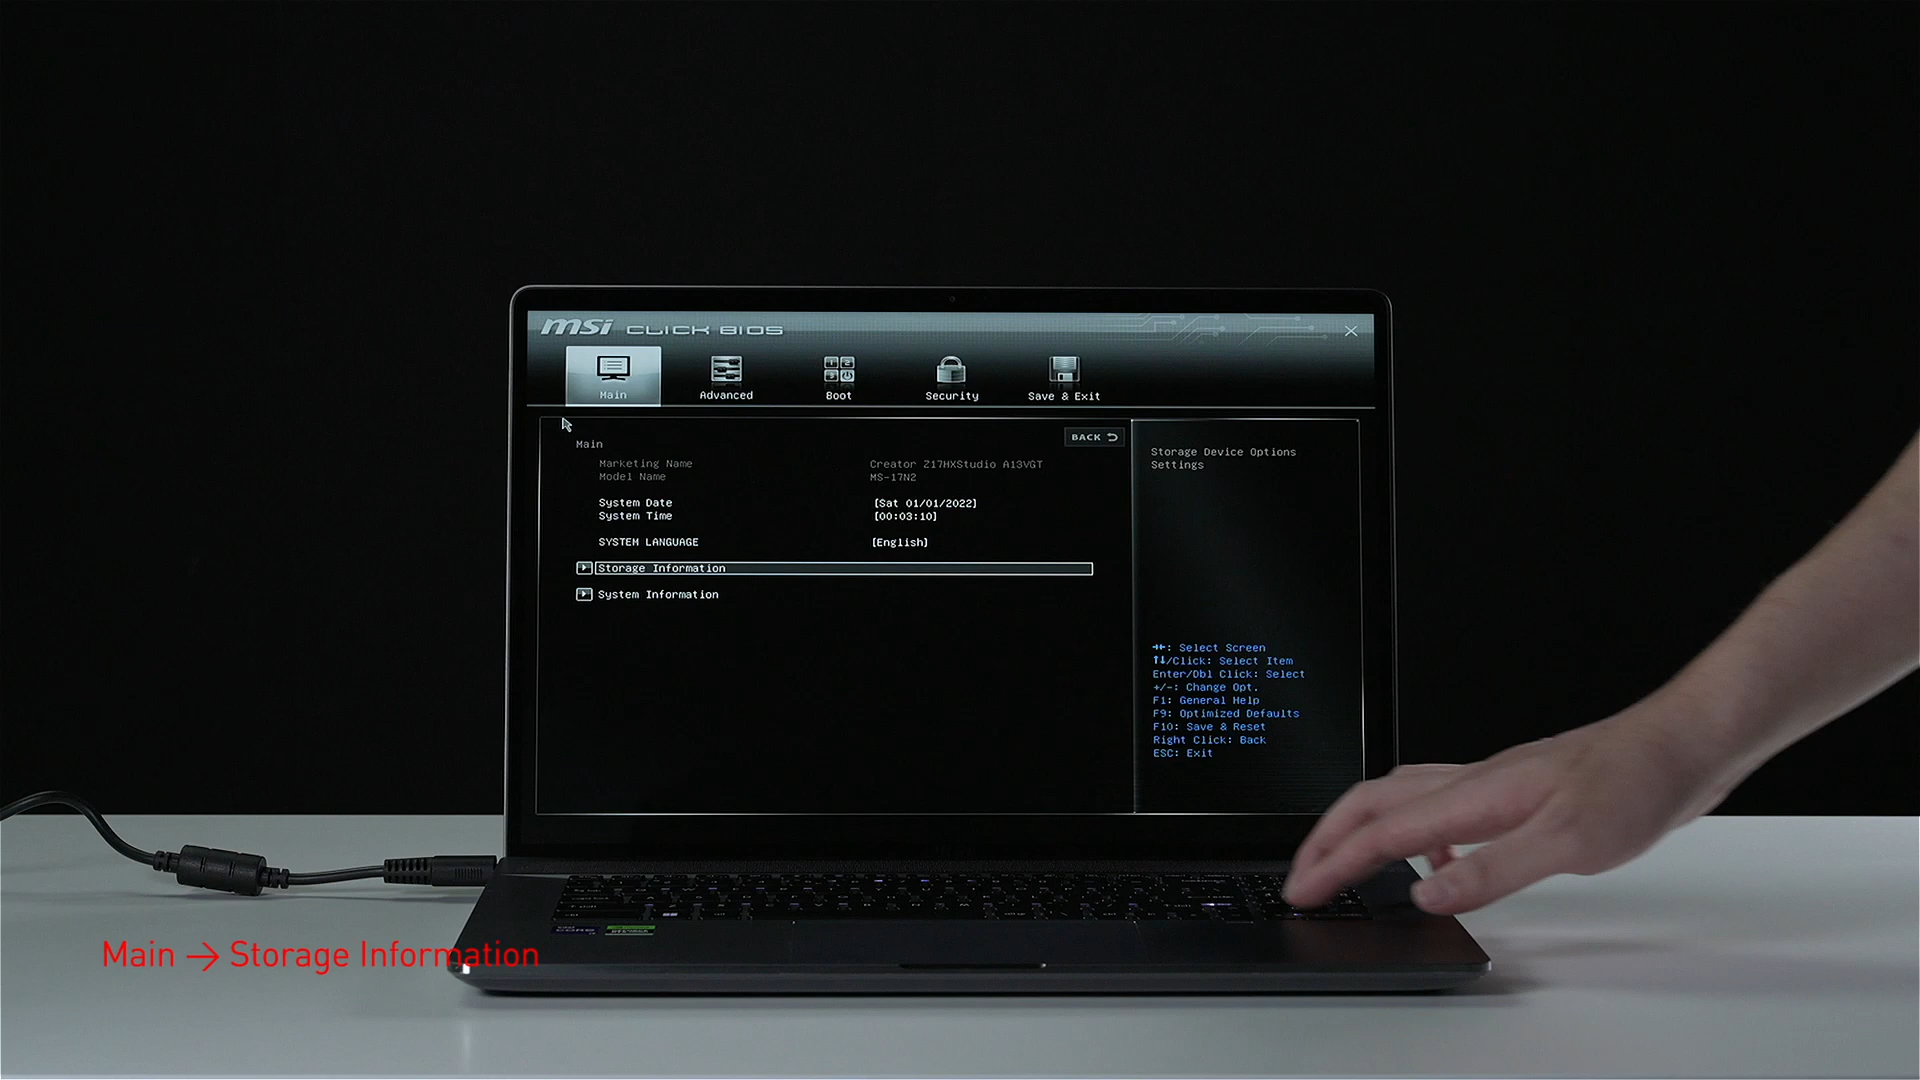 msi CLICK BIOS
Main
Advanced
Boot
Security
Save & Exit
BACK
Main
Marketing Name Creator Z17HXStudio A13VGT
Model Name MS-17N2
System Date [Sat 01/01/2022]
System Time [00:03:10]
SYSTEM LANGUAGE [English]
Storage Information
System Information
Storage Device Options
Settings
→←: Select Screen
↑↓/Click: Select Item
Enter/Dbl Click: Select
+/-: Change Opt.
F1: General Help
F9: Optimized Defaults
F10: Save & Reset
Right Click: Back
ESC: Exit
Main → Storage Information